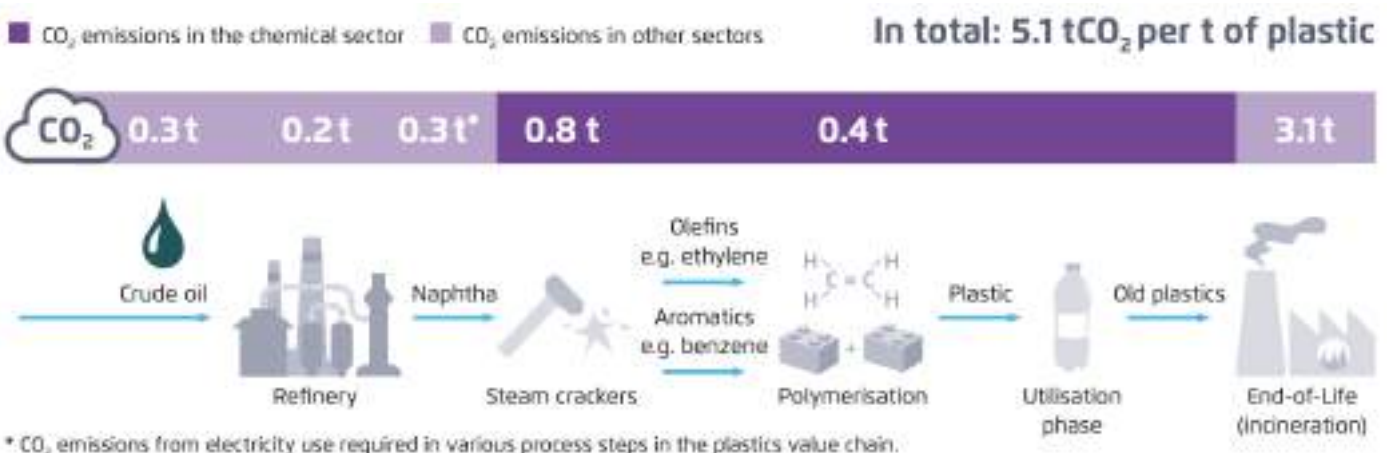 CO₂ emissions in the chemical sector
CO₂ emissions in other sectors
In total: 5.1 tCO₂ per t of plastic
CO₂
0.3 t
0.2 t
0.3 t*
0.8 t
0.4 t
3.1 t
Crude oil
Refinery
Naphtha
Steam crackers
Olefins
e.g. ethylene
Aromatics
e.g. benzene
H H
C = C
H H
+
Polymerisation
Plastic
Utilisation
phase
Old plastics
End-of-Life
(incineration)
* CO₂ emissions from electricity use required in various process steps in the plastics value chain.